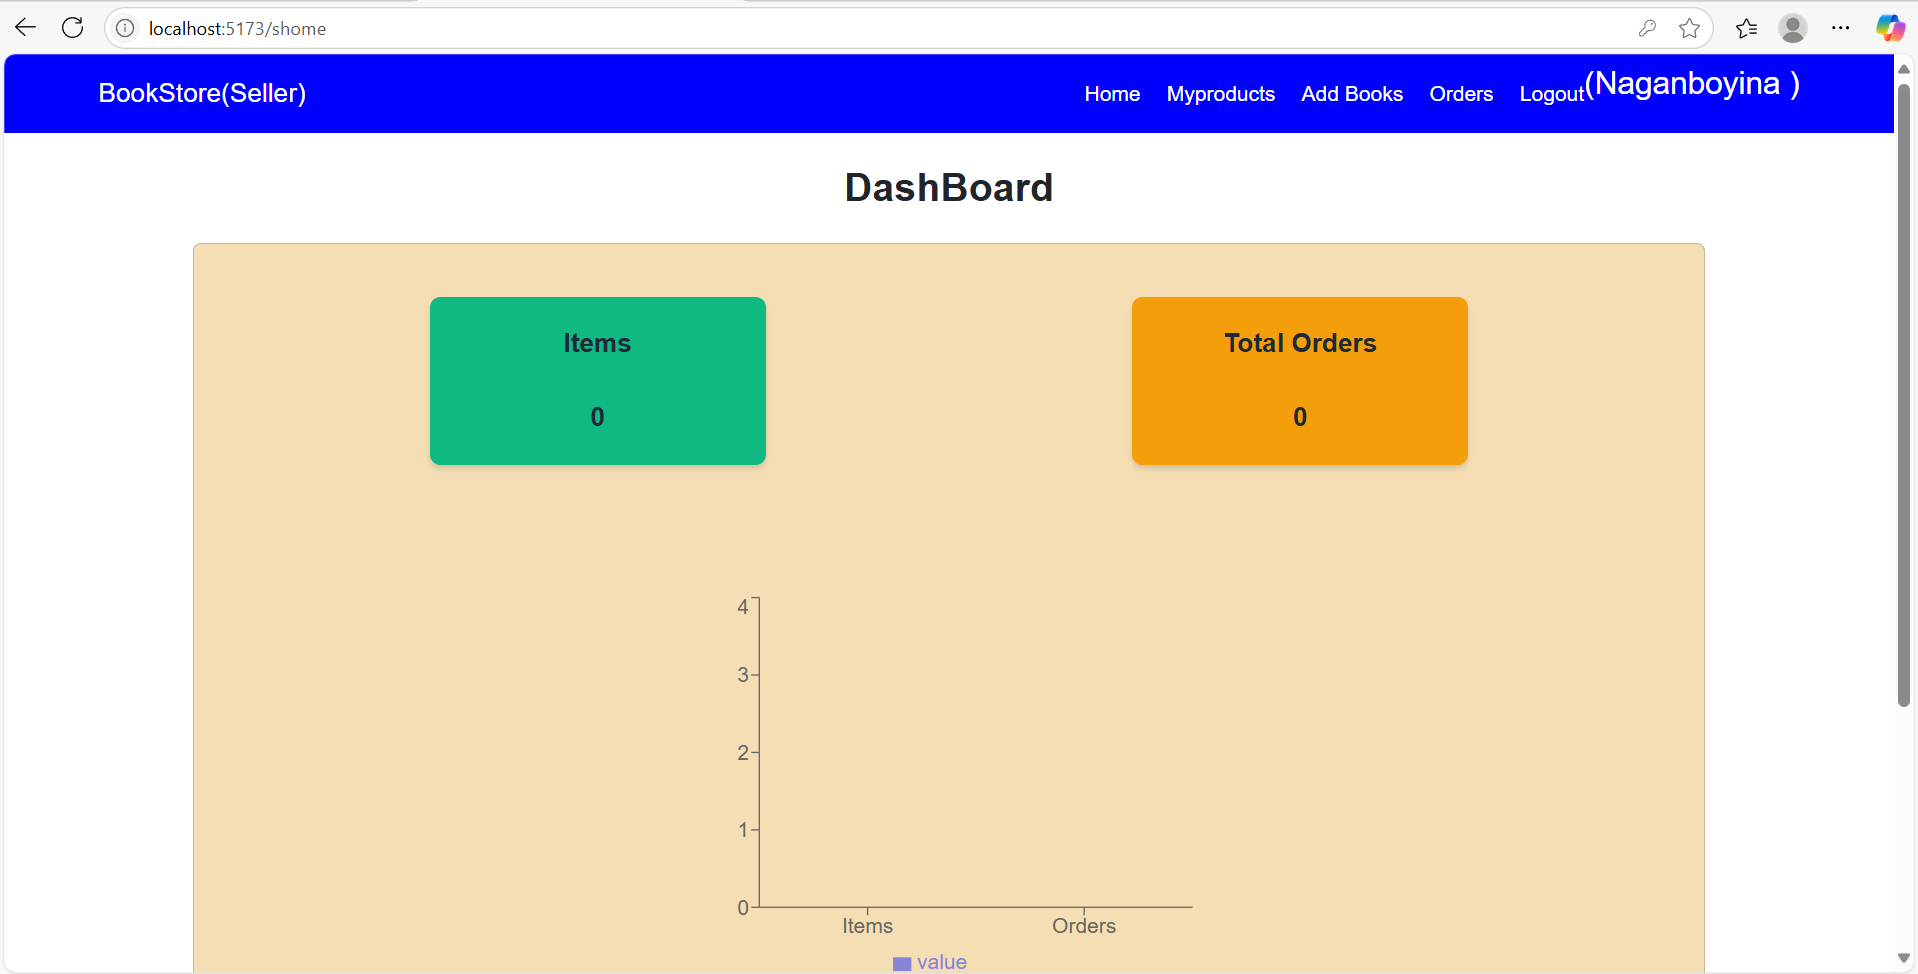 localhost:5173/shome
BookStore(Seller)
Home Myproducts Add Books Orders Logout(Naganboyina )
DashBoard
Items
0
Total Orders
0
4
3
2
1
0
Items Orders
value